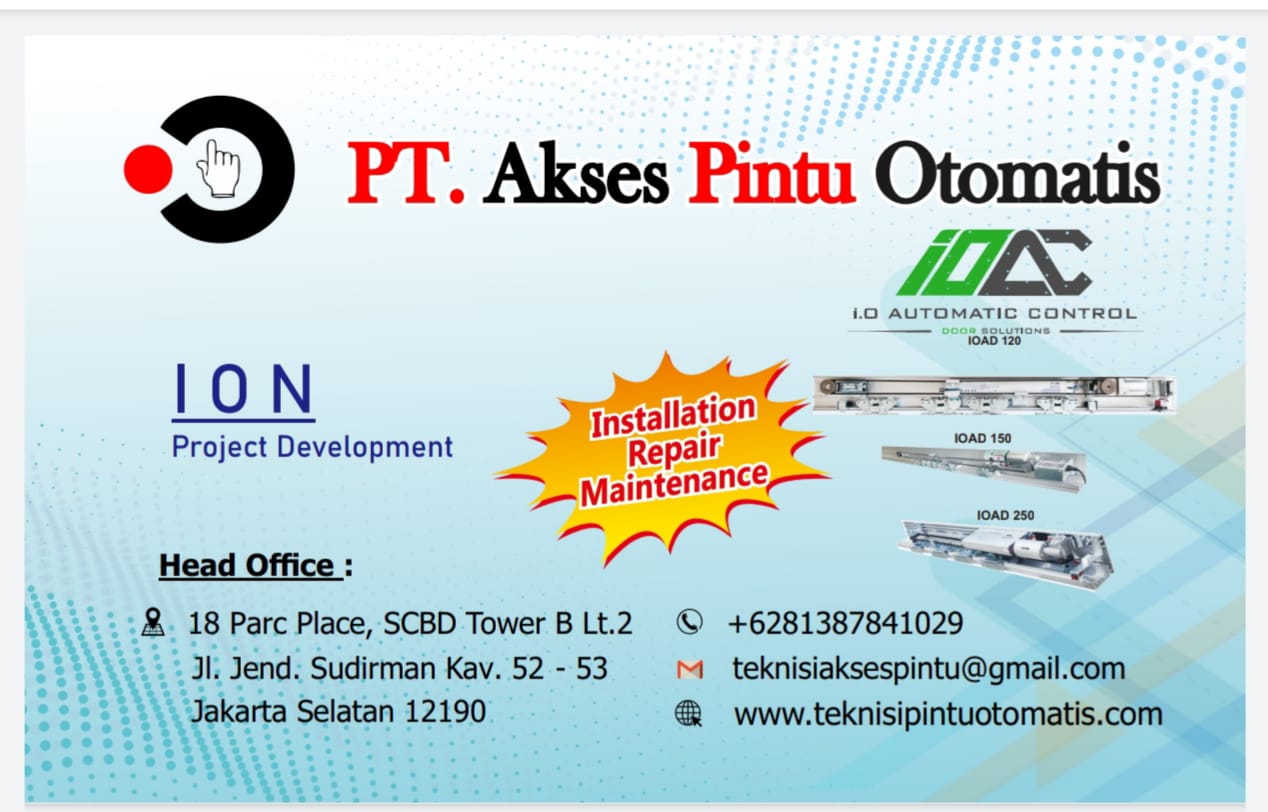 PT. Akses Pintu Otomatis
iOAC
i.O AUTOMATIC CONTROL
DOOR SOLUTIONS
IOAD 120
ION
Project Development
Installation
Repair
Maintenance
IOAD 150
IOAD 250
Head Office :
18 Parc Place, SCBD Tower B Lt.2
Jl. Jend. Sudirman Kav. 52 - 53
Jakarta Selatan 12190
+6281387841029
teknisiaksespintu@gmail.com
www.teknisipintuotomatis.com